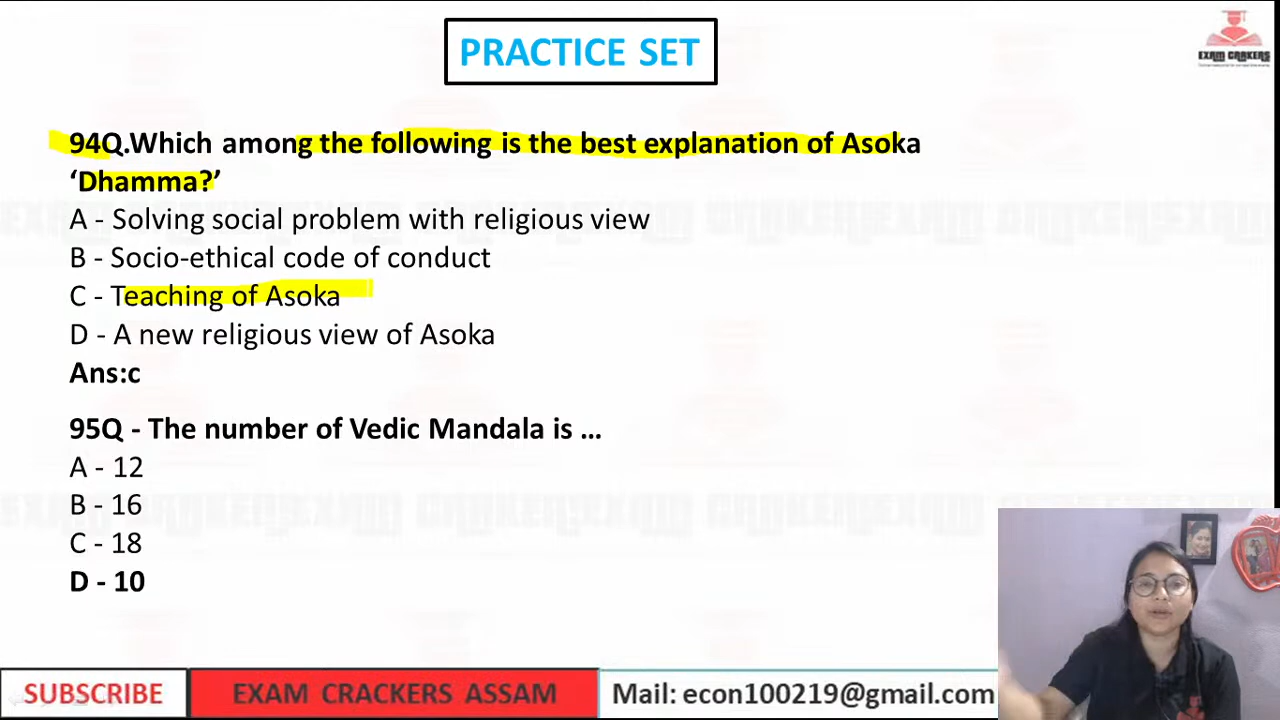 PRACTICE SET
EXAM CRAKERS
94Q.Which among the following is the best explanation of Asoka
‘Dhamma?’
A - Solving social problem with religious view
B - Socio-ethical code of conduct
C - Teaching of Asoka
D - A new religious view of Asoka
Ans:c
95Q - The number of Vedic Mandala is ...
A - 12
B - 16
C - 18
D - 10
SUBSCRIBE
EXAM CRACKERS ASSAM
Mail: econ100219@gmail.com